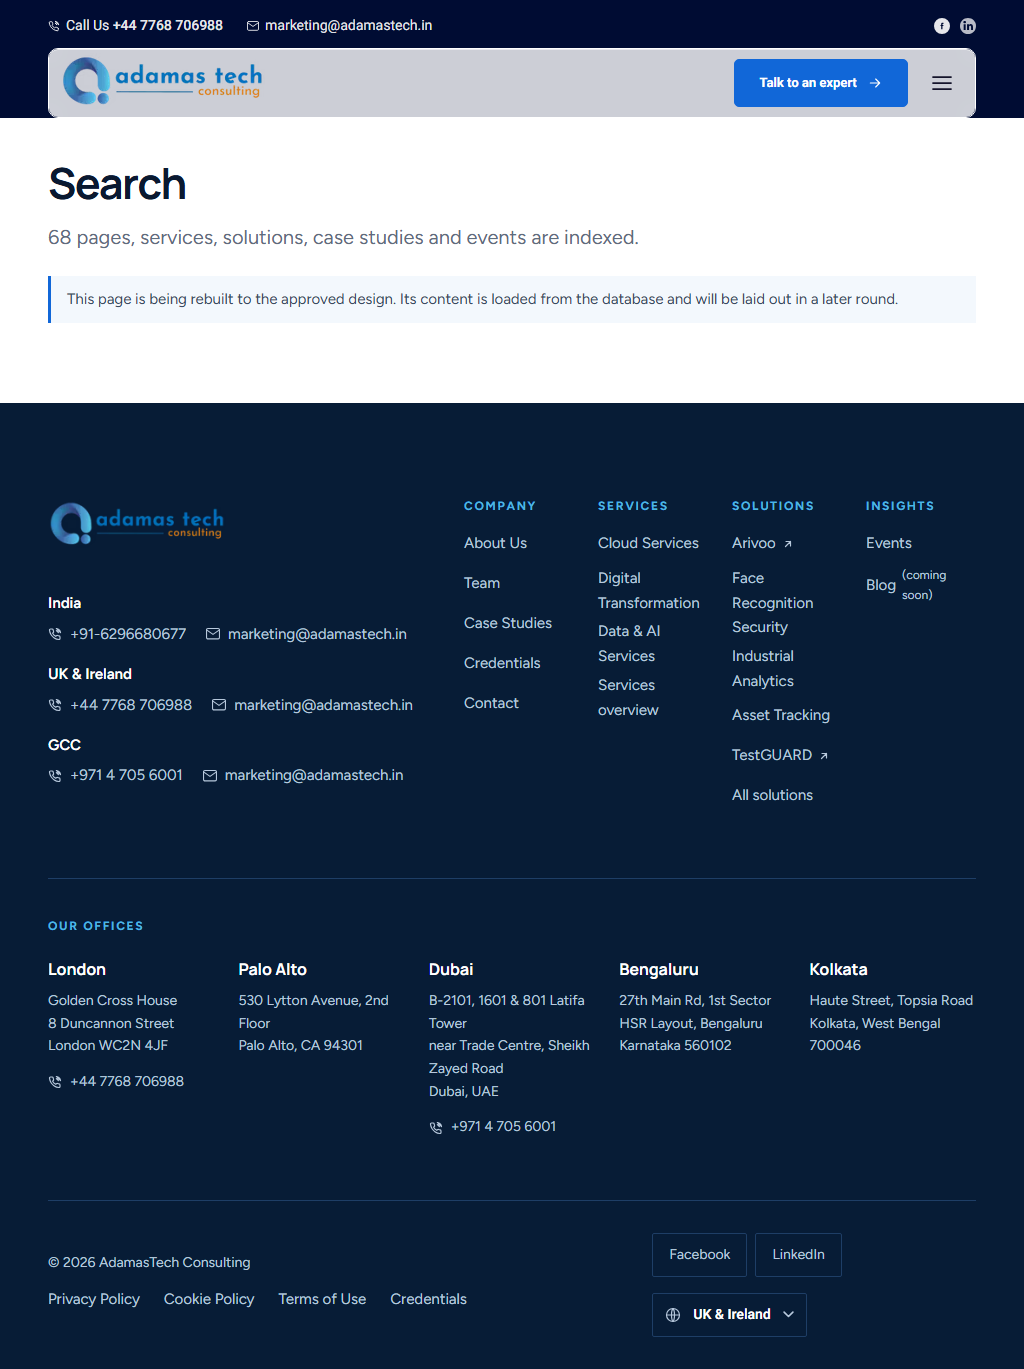 Call Us +44 7768 706988
marketing@adamastech.in
adamas tech
consulting
Talk to an expert
Search
68 pages, services, solutions, case studies and events are indexed.
This page is being rebuilt to the approved design. Its content is loaded from the database and will be laid out in a later round.
adamas tech
consulting
India
+91-6296680677
marketing@adamastech.in
UK & Ireland
+44 7768 706988
marketing@adamastech.in
GCC
+971 4 705 6001
marketing@adamastech.in
COMPANY
About Us
Team
Case Studies
Credentials
Contact
SERVICES
Cloud Services
Digital
Transformation
Data & AI
Services
Services
overview
SOLUTIONS
Arivoo
Face
Recognition
Security
Industrial
Analytics
Asset Tracking
TestGUARD
All solutions
INSIGHTS
Events
Blog (coming
soon)
OUR OFFICES
London
Golden Cross House
8 Duncannon Street
London WC2N 4JF
+44 7768 706988
Palo Alto
530 Lytton Avenue, 2nd
Floor
Palo Alto, CA 94301
Dubai
B-2101, 1601 & 801 Latifa
Tower
near Trade Centre, Sheikh
Zayed Road
Dubai, UAE
+971 4 705 6001
Bengaluru
27th Main Rd, 1st Sector
HSR Layout, Bengaluru
Karnataka 560102
Kolkata
Haute Street, Topsia Road
Kolkata, West Bengal
700046
© 2026 AdamasTech Consulting
Privacy Policy
Cookie Policy
Terms of Use
Credentials
Facebook
LinkedIn
UK & Ireland